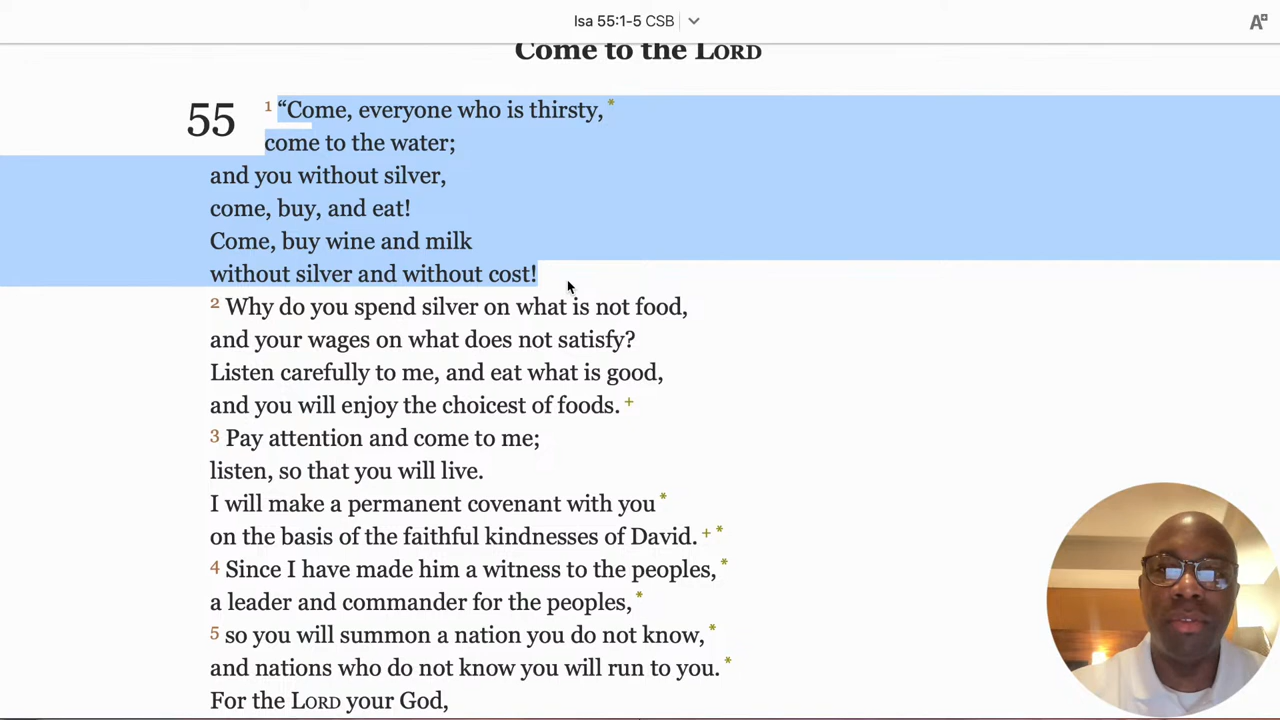 Isa 55:1-5 CSB
A
Come to the LORD
55
1 “Come, everyone who is thirsty,*
come to the water;
and you without silver,
come, buy, and eat!
Come, buy wine and milk
without silver and without cost!
2 Why do you spend silver on what is not food,
and your wages on what does not satisfy?
Listen carefully to me, and eat what is good,
and you will enjoy the choicest of foods.+
3 Pay attention and come to me;
listen, so that you will live.
I will make a permanent covenant with you*
on the basis of the faithful kindnesses of David.+ *
4 Since I have made him a witness to the peoples,*
a leader and commander for the peoples,*
5 so you will summon a nation you do not know,*
and nations who do not know you will run to you.*
For the LORD your God,